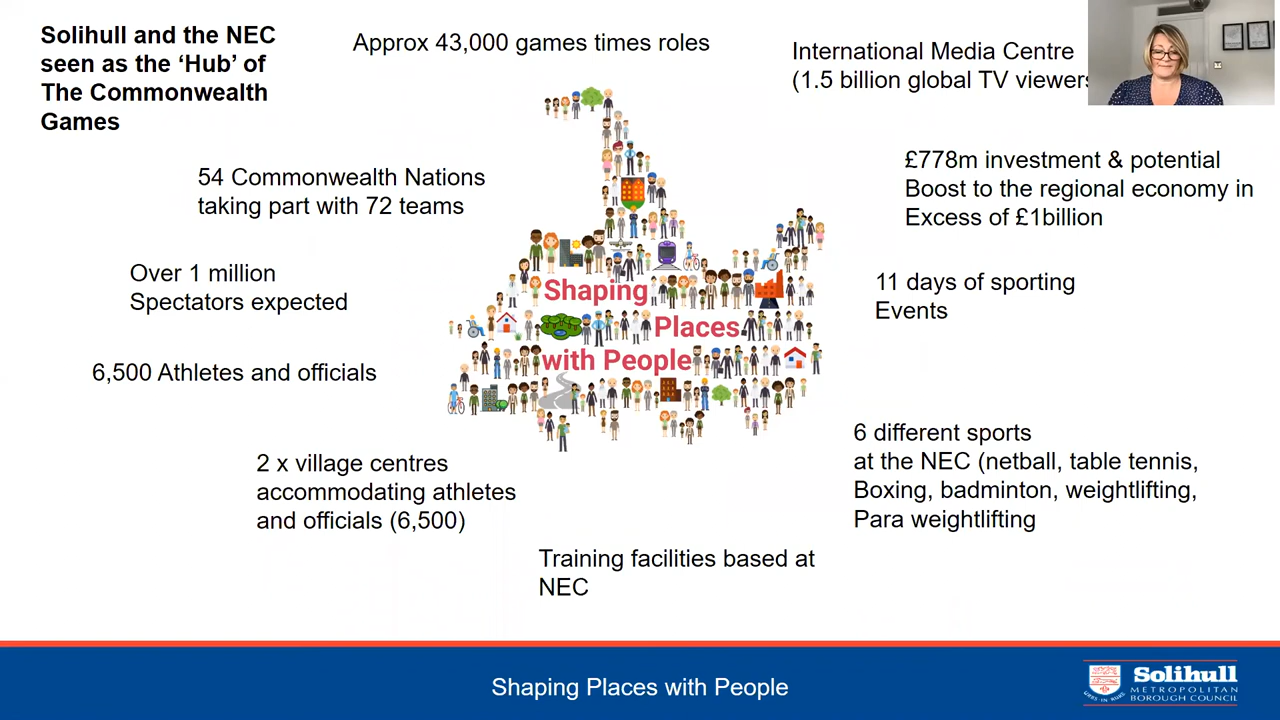 Solihull and the NEC
seen as the ‘Hub’ of
The Commonwealth
Games
Approx 43,000 games times roles
International Media Centre
(1.5 billion global TV viewers
54 Commonwealth Nations
taking part with 72 teams
£778m investment & potential
Boost to the regional economy in
Excess of £1billion
Over 1 million
Spectators expected
11 days of sporting
Events
Shaping
Places
with People
6,500 Athletes and officials
6 different sports
at the NEC (netball, table tennis,
Boxing, badminton, weightlifting,
Para weightlifting
2 x village centres
accommodating athletes
and officials (6,500)
Training facilities based at
NEC
Shaping Places with People
Solihull
METROPOLITAN
BOROUGH COUNCIL